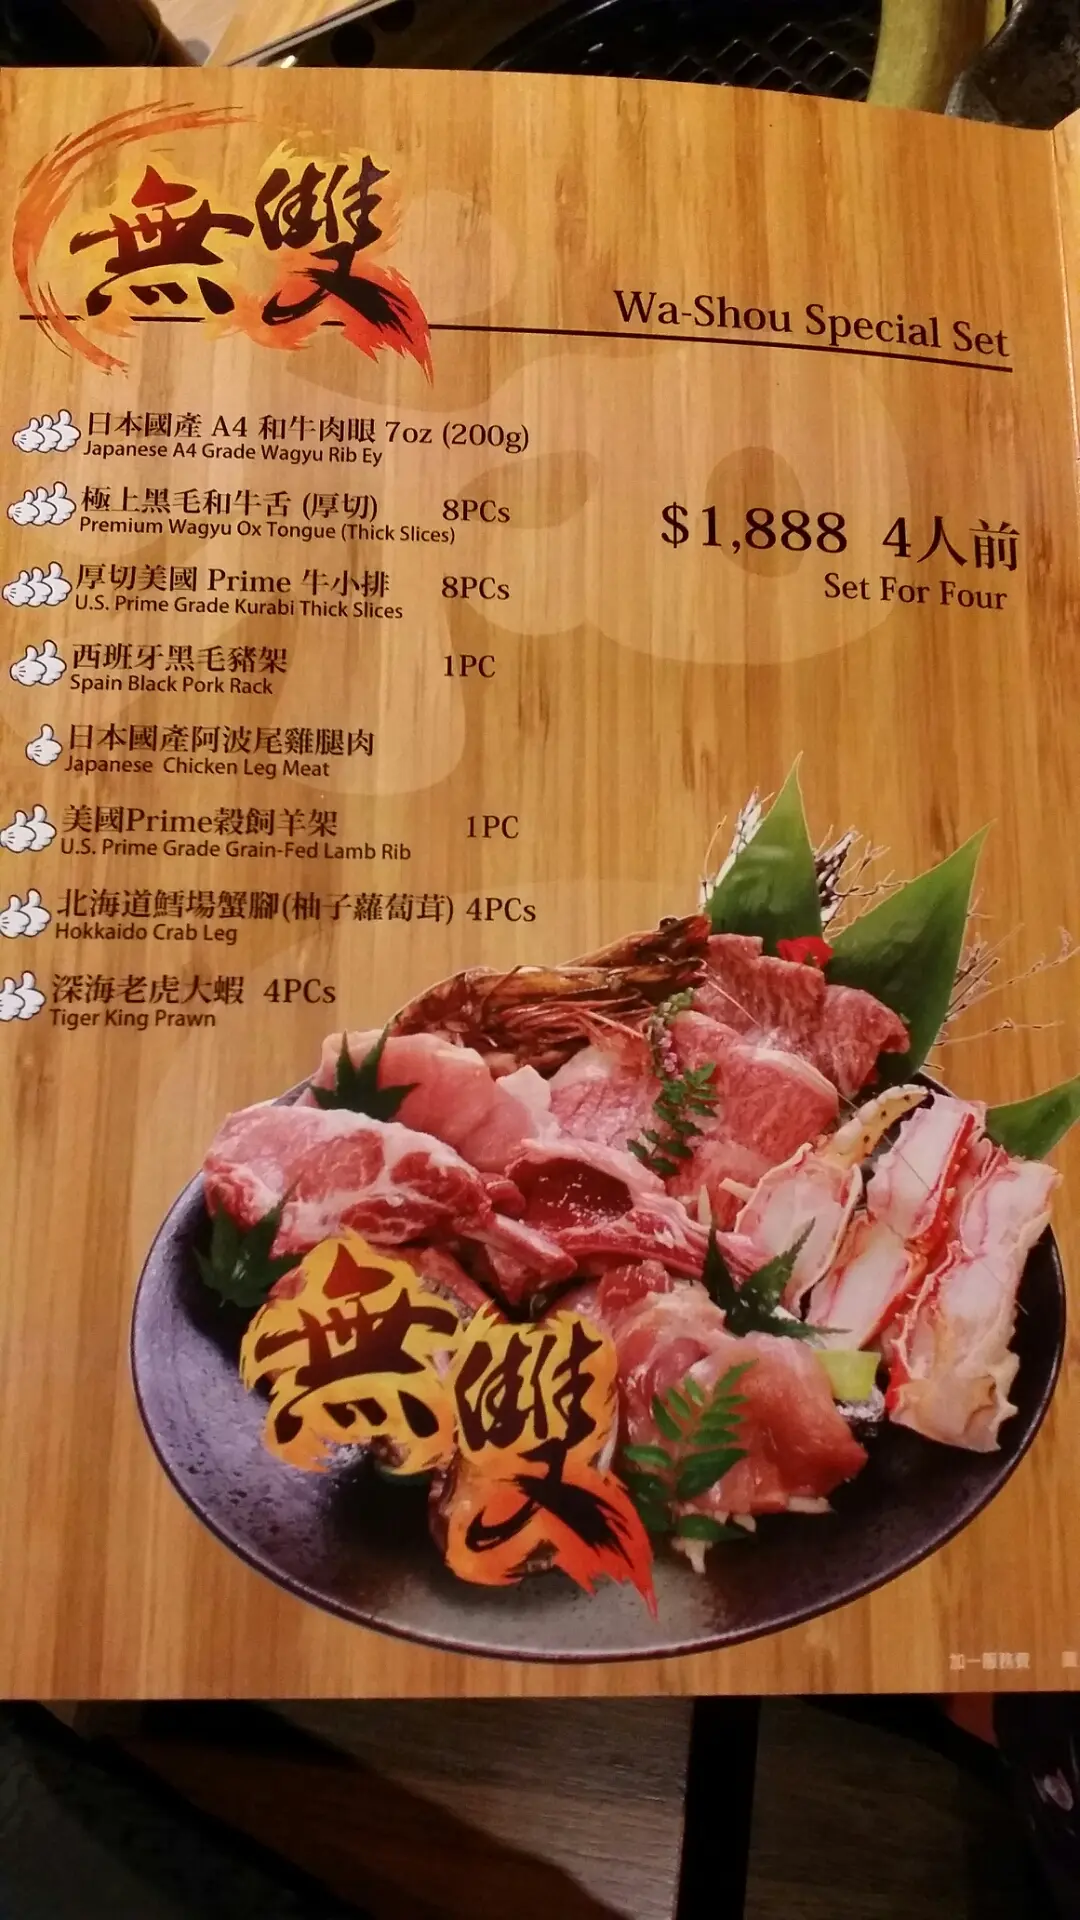 無雙
Wa-Shou Special Set
日本國產 A4 和牛肉眼 7oz (200g)
Japanese A4 Grade Wagyu Rib Ey
極上黑毛和牛舌 (厚切) 8PCs
Premium Wagyu Ox Tongue (Thick Slices)
$1,888 4人前
Set For Four
厚切美國 Prime 牛小排 8PCs
U.S. Prime Grade Kurabi Thick Slices
西班牙黑毛豬架 1PC
Spain Black Pork Rack
日本國產阿波尾雞腿肉
Japanese Chicken Leg Meat
美國Prime穀飼羊架 1PC
U.S. Prime Grade Grain-Fed Lamb Rib
北海道鱈場蟹腳(柚子蘿蔔茸) 4PCs
Hokkaido Crab Leg
深海老虎大蝦 4PCs
Tiger King Prawn
無雙
加一服務費